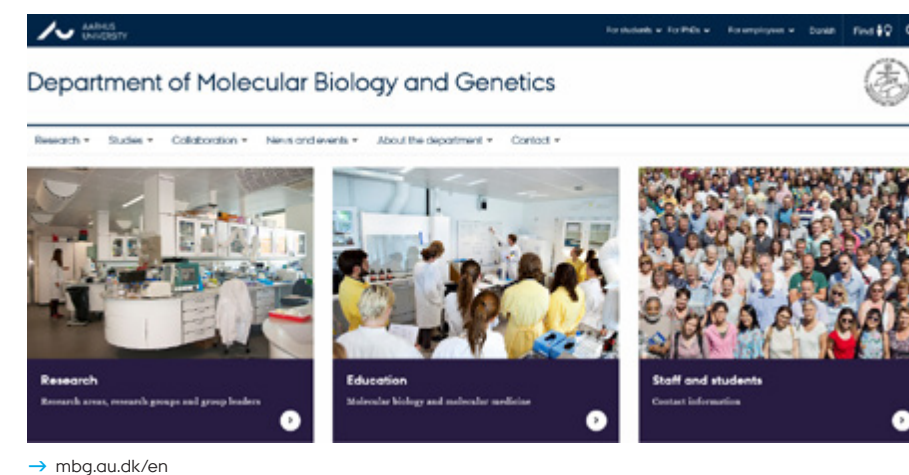 AARHUS
UNIVERSITY
For students For PhDs For employees Danish Find
Department of Molecular Biology and Genetics
Research Studies Collaboration News and events About the department Contact
Research
Research areas, research groups and group leaders
Education
Molecular biology and molecular medicine
Staff and students
Contact information
→ mbg.au.dk/en